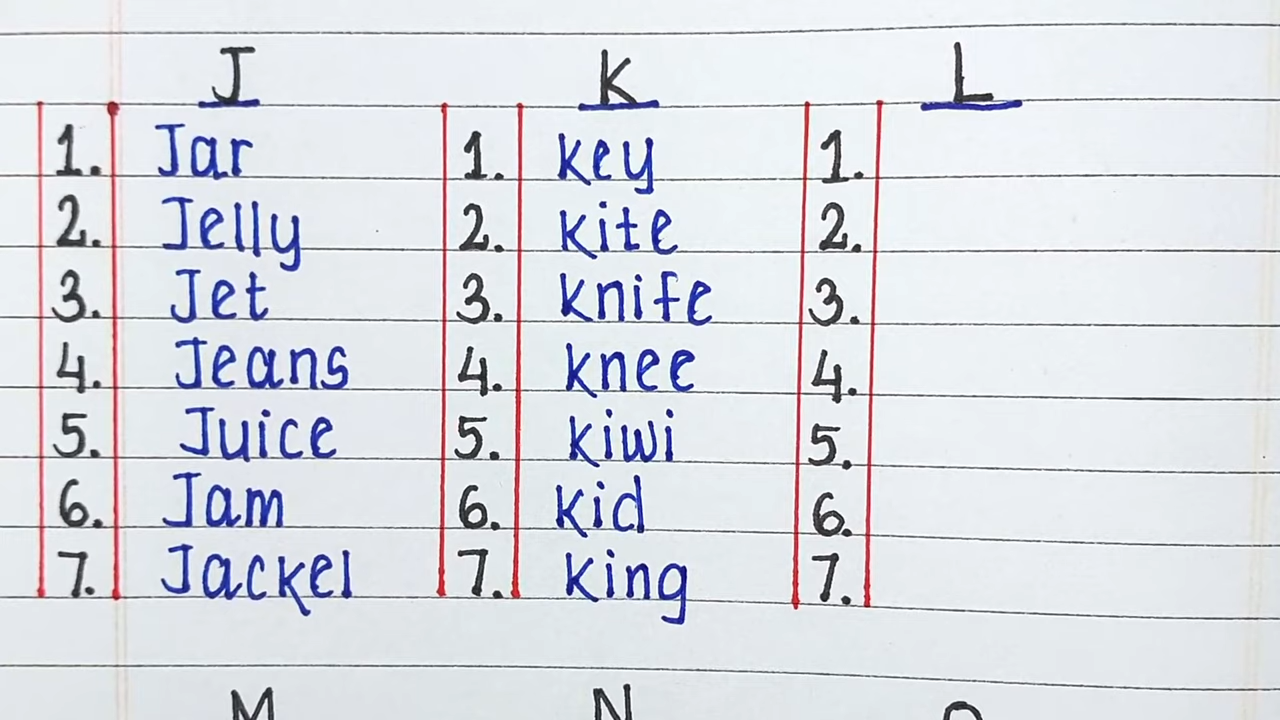 J K L
1. Jar 1. key 1.
2. Jelly 2. kite 2.
3. Jet 3. knife 3.
4. Jeans 4. knee 4.
5. Juice 5. kiwi 5.
6. Jam 6. kid 6.
7. Jackel 7. king 7.
M N O